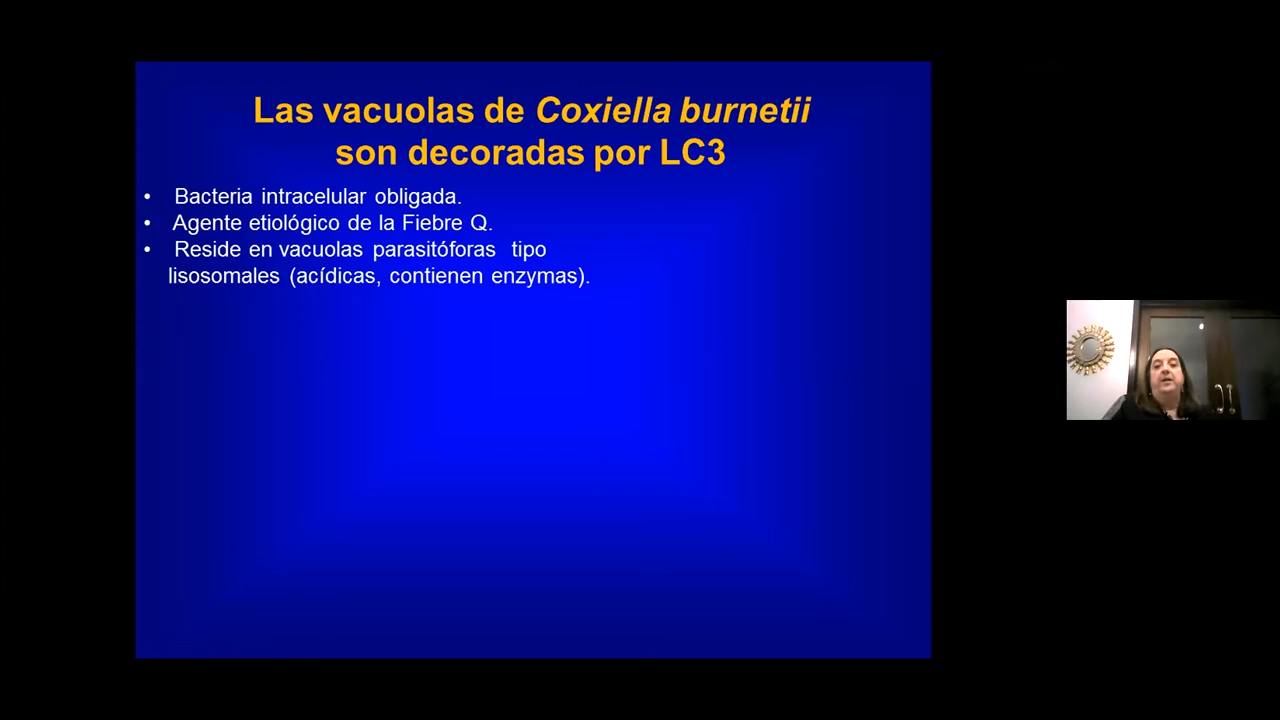 Las vacuolas de Coxiella burnetii
son decoradas por LC3
• Bacteria intracelular obligada.
• Agente etiológico de la Fiebre Q.
• Reside en vacuolas parasitóforas tipo
lisosomales (acídicas, contienen enzymas).